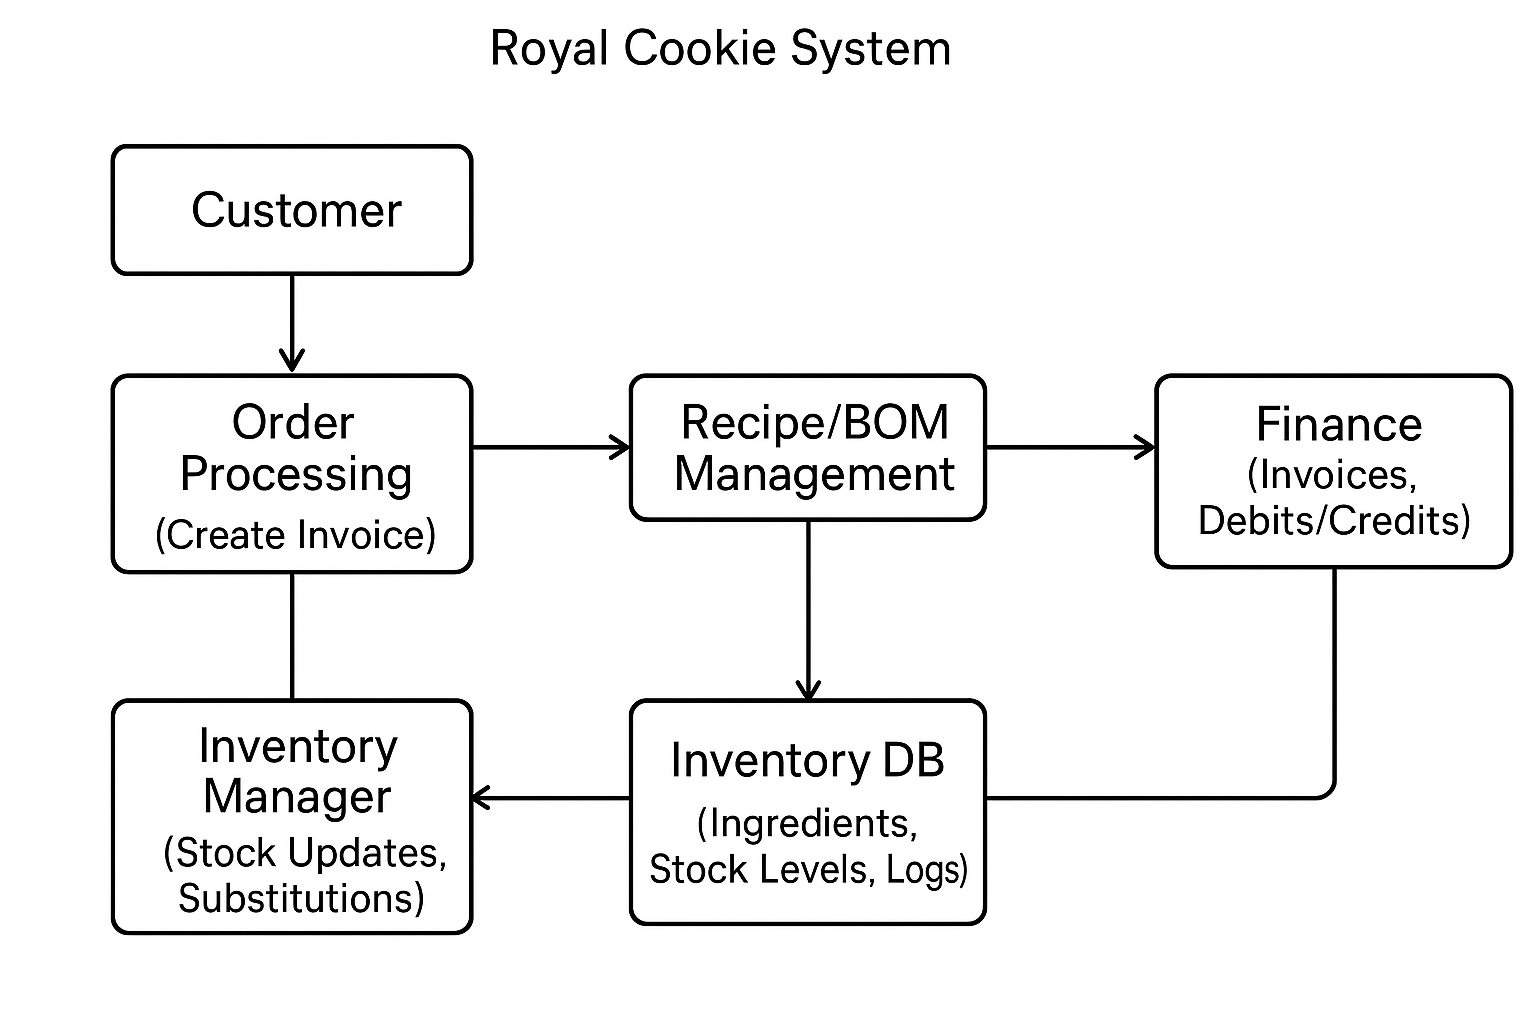 Royal Cookie System
Customer
Order
Processing
(Create Invoice)
Recipe/BOM
Management
Finance
(Invoices,
Debits/Credits)
Inventory
Manager
(Stock Updates,
Substitutions)
Inventory DB
(Ingredients,
Stock Levels, Logs)